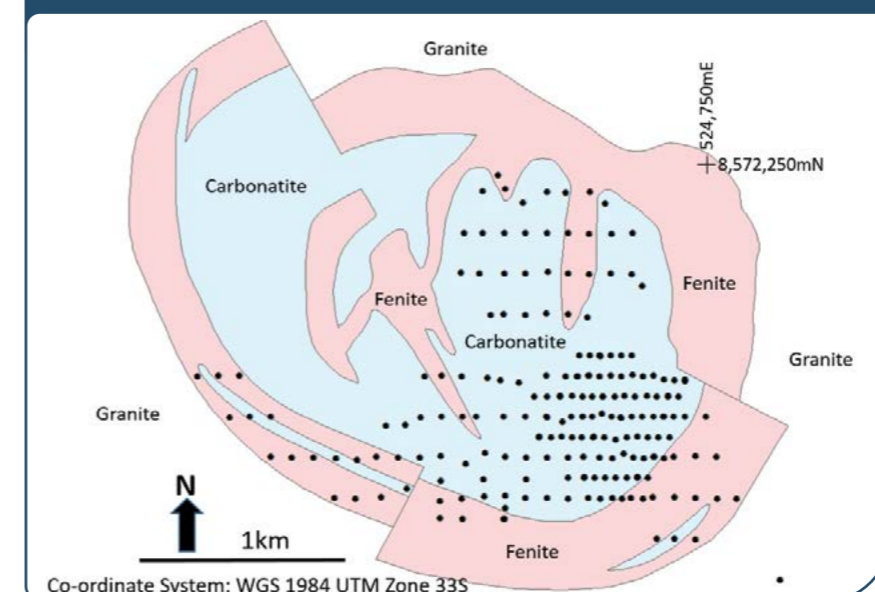 Granite
524,750mE
8,572,250mN
Carbonatite
Fenite
Fenite
Carbonatite
Granite
Granite
N
1km
Fenite
Co-ordinate System: WGS 1984 UTM Zone 33S